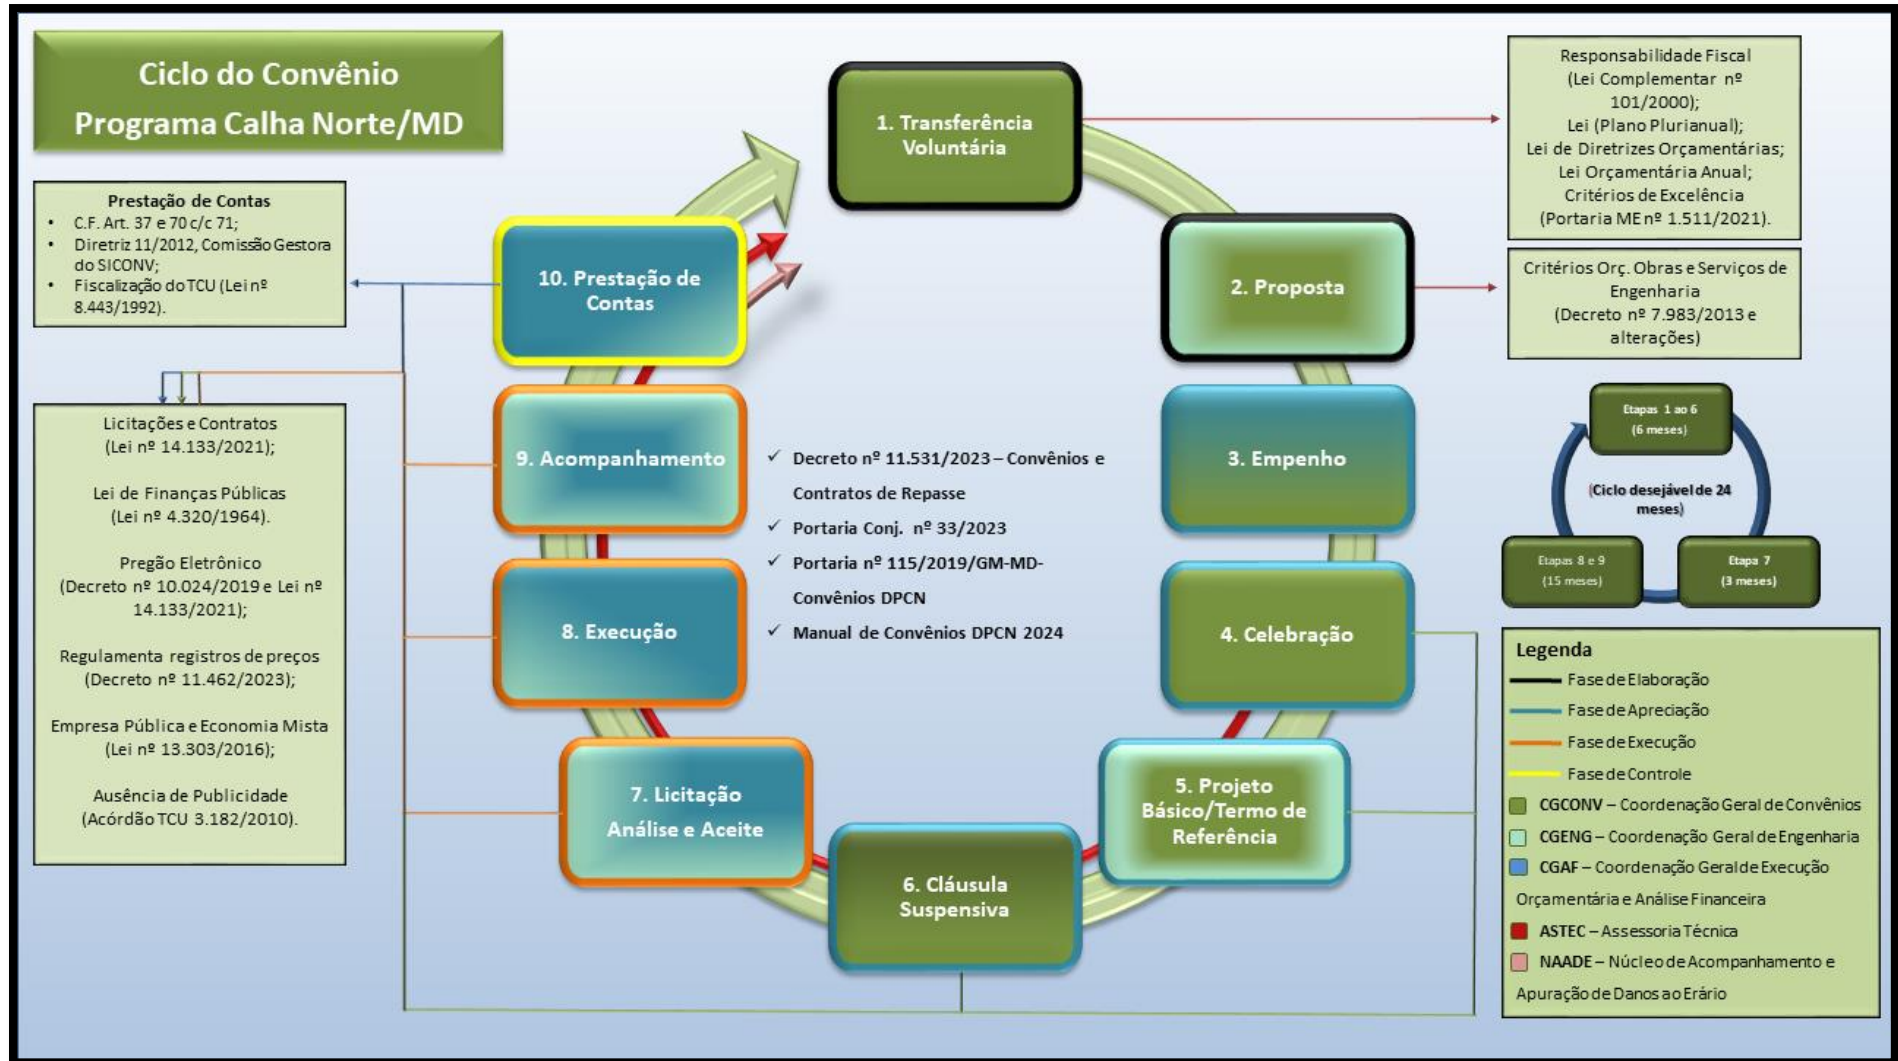 Ciclo do Convênio
Programa Calha Norte/MD
Prestação de Contas
• C.F. Art. 37 e 70 c/c 71;
• Diretriz 11/2012, Comissão Gestora
do SICONV;
• Fiscalização do TCU (Lei nº
8.443/1992).
Licitações e Contratos
(Lei nº 14.133/2021);
Lei de Finanças Públicas
(Lei nº 4.320/1964).
Pregão Eletrônico
(Decreto nº 10.024/2019 e Lei nº
14.133/2021);
Regulamenta registros de preços
(Decreto nº 11.462/2023);
Empresa Pública e Economia Mista
(Lei nº 13.303/2016);
Ausência de Publicidade
(Acórdão TCU 3.182/2010).
1. Transferência
Voluntária
2. Proposta
3. Empenho
4. Celebração
5. Projeto
Básico/Termo de
Referência
6. Cláusula
Suspensiva
7. Licitação
Análise e Aceite
8. Execução
9. Acompanhamento
10. Prestação de
Contas
✓ Decreto nº 11.531/2023 – Convênios e
Contratos de Repasse
✓ Portaria Conj. nº 33/2023
✓ Portaria nº 115/2019/GM-MD-
Convênios DPCN
✓ Manual de Convênios DPCN 2024
Responsabilidade Fiscal
(Lei Complementar nº
101/2000);
Lei (Plano Plurianual);
Lei de Diretrizes Orçamentárias;
Lei Orçamentária Anual;
Critérios de Excelência
(Portaria ME nº 1.511/2021).
Critérios Orç. Obras e Serviços de
Engenharia
(Decreto nº 7.983/2013 e
alterações)
Etapas 1 ao 6
(6 meses)
(Ciclo desejável de 24
meses)
Etapas 8 e 9
(15 meses)
Etapa 7
(3 meses)
Legenda
Fase de Elaboração
Fase de Apreciação
Fase de Execução
Fase de Controle
CGCONV – Coordenação Geral de Convênios
CGENG – Coordenação Geral de Engenharia
CGAF – Coordenação Geral de Execução
Orçamentária e Análise Financeira
ASTEC – Assessoria Técnica
NAADE – Núcleo de Acompanhamento e
Apuração de Danos ao Erário